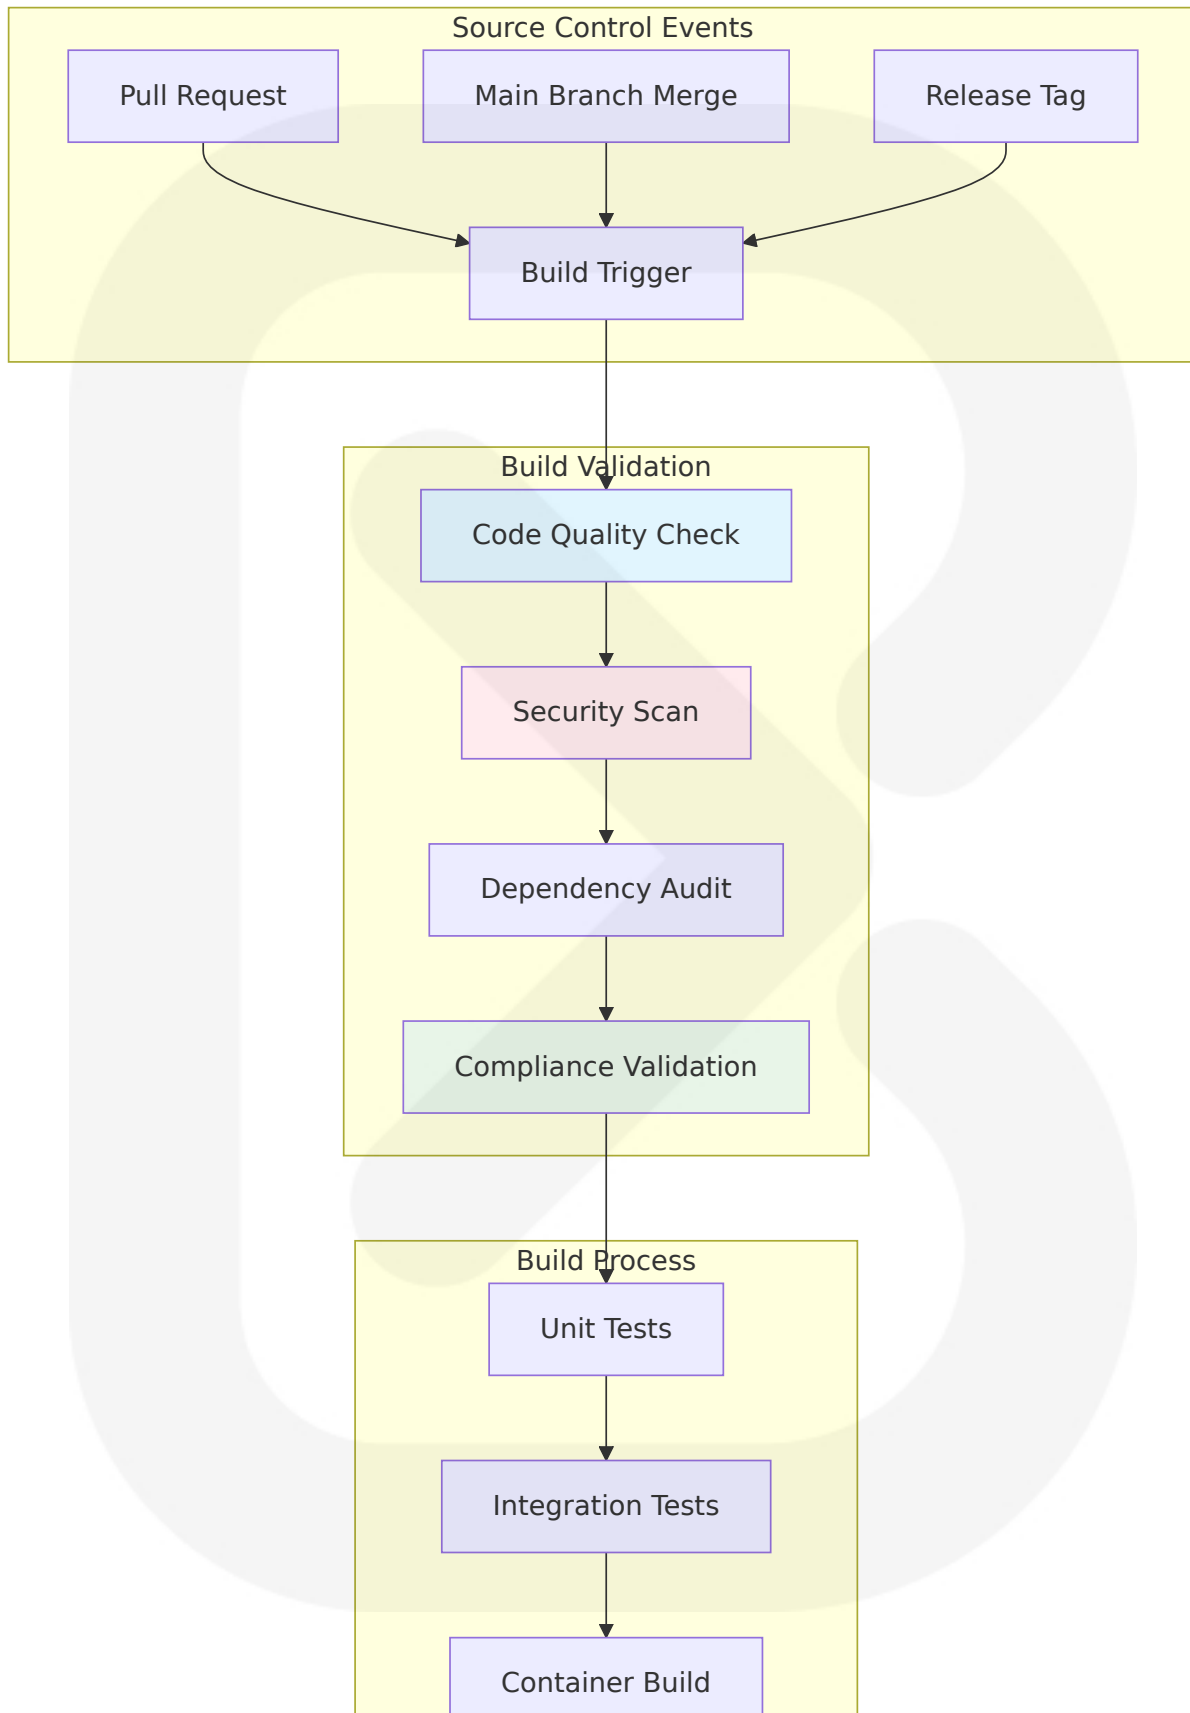 Source Control Events
Pull Request
Main Branch Merge
Release Tag
Build Trigger
Build Validation
Code Quality Check
Security Scan
Dependency Audit
Compliance Validation
Build Process
Unit Tests
Integration Tests
Container Build